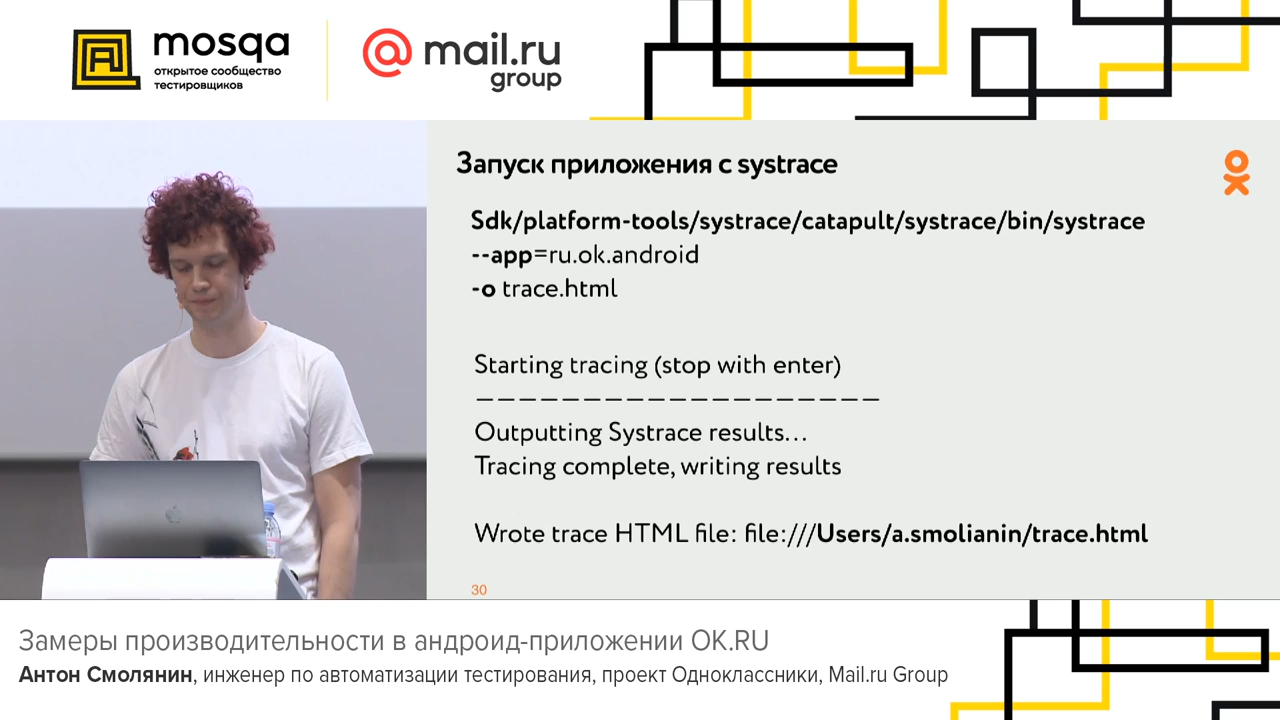 mosqa
открытое сообщество
тестировщиков
@mail.ru
group
Запуск приложения с systrace
Sdk/platform-tools/systrace/catapult/systrace/bin/systrace
--app=ru.ok.android
-o trace.html
Starting tracing (stop with enter)
———————————————————
Outputting Systrace results...
Tracing complete, writing results
Wrote trace HTML file: file:///Users/a.smolianin/trace.html
30
Замеры производительности в андроид-приложении OK.RU
Антон Смолянин, инженер по автоматизации тестирования, проект Одноклассники, Mail.ru Group